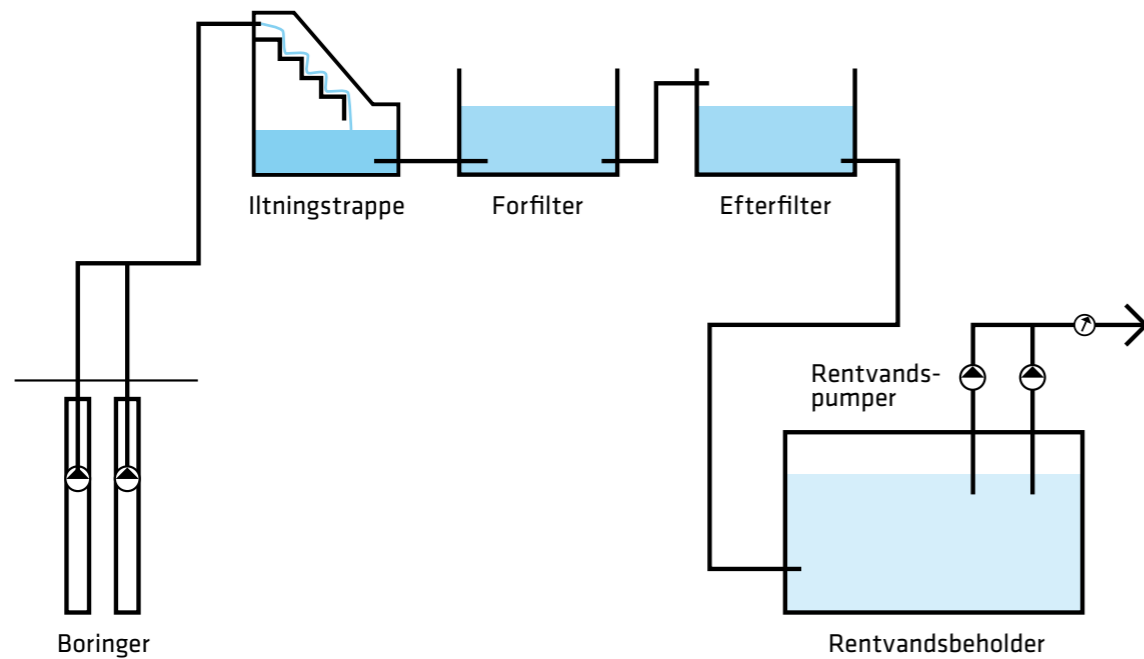 Iltningstrappe
Forfilter
Efterfilter
Rentvands-
pumper
Boringer
Rentvandsbeholder